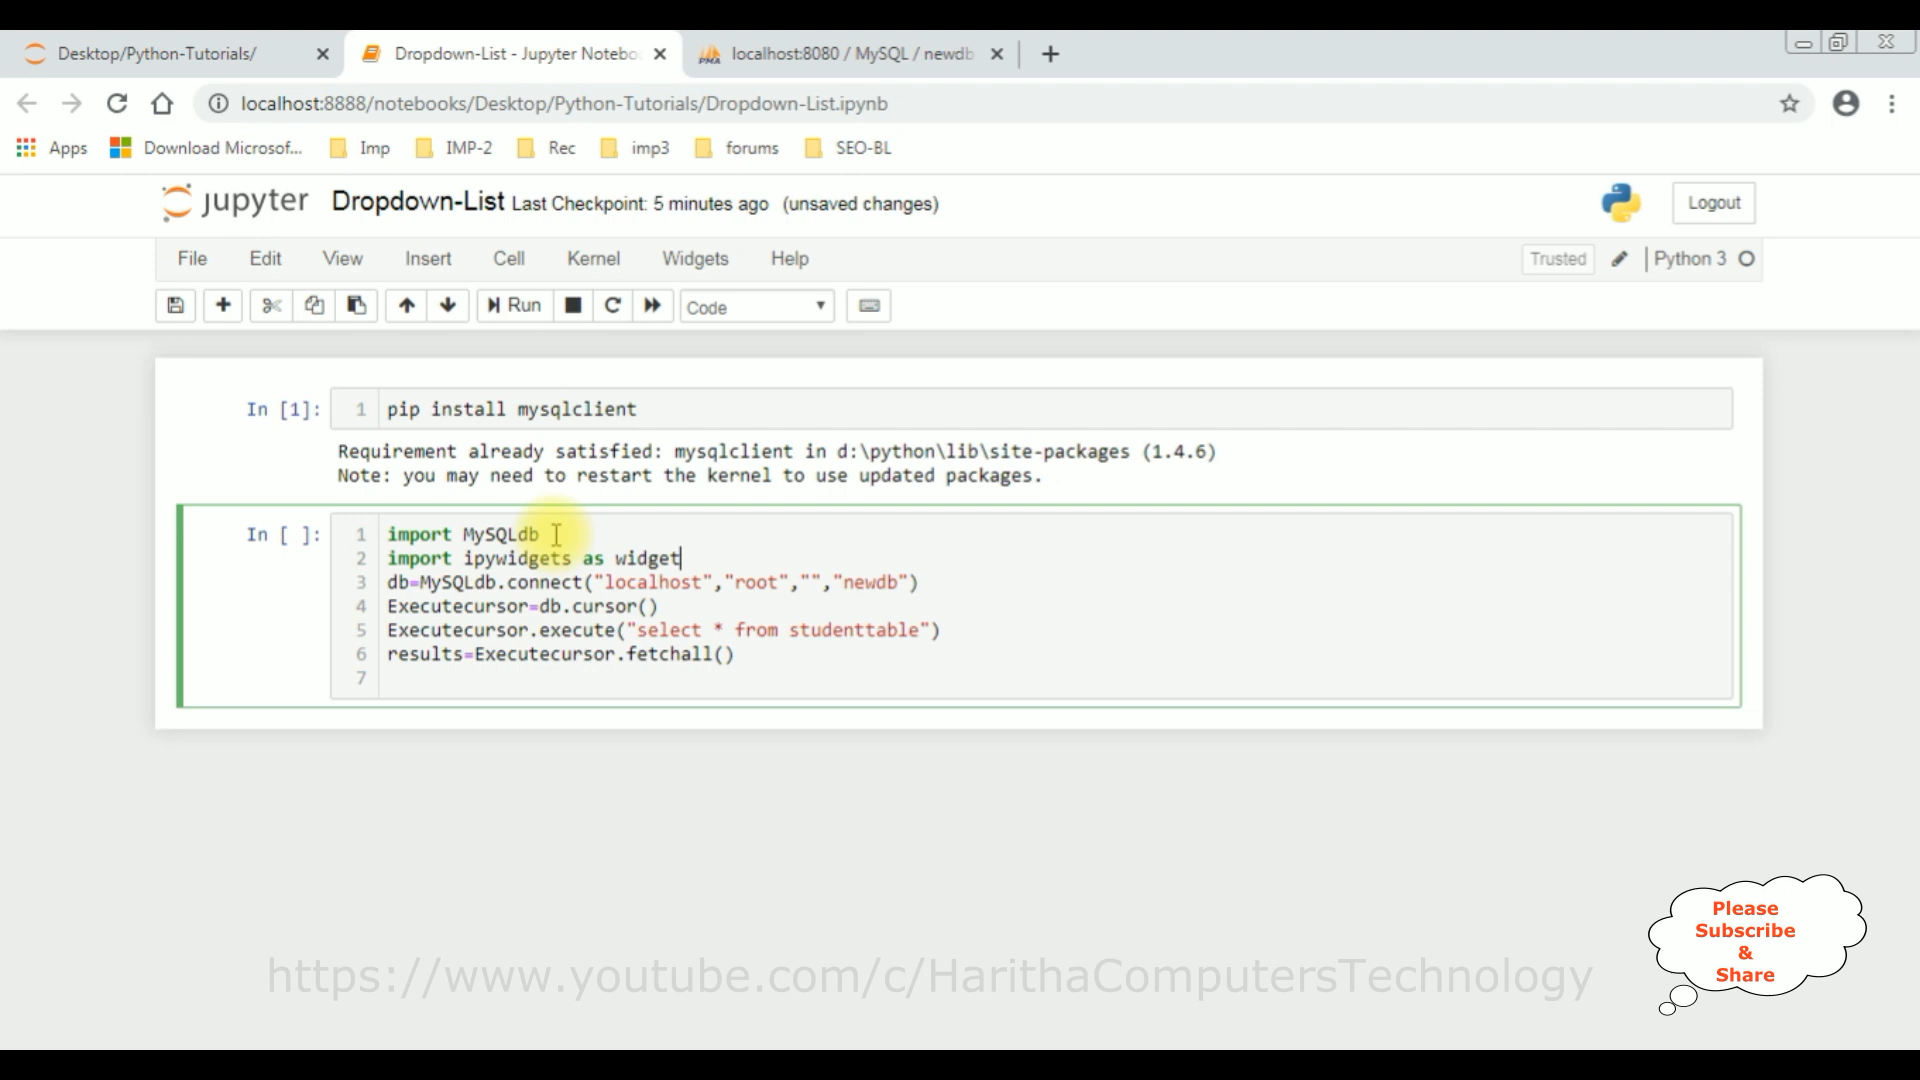 Desktop/Python-Tutorials/
Dropdown-List - Jupyter Notebo
PMA localhost:8080 / MySQL / newdb
localhost:8888/notebooks/Desktop/Python-Tutorials/Dropdown-List.ipynb
Apps Download Microsof... Imp IMP-2 Rec imp3 forums SEO-BL
jupyter Dropdown-List Last Checkpoint: 5 minutes ago (unsaved changes)
Logout
File Edit View Insert Cell Kernel Widgets Help
Trusted Python 3
Run Code
In [1]: 1 pip install mysqlclient
Requirement already satisfied: mysqlclient in d:\python\lib\site-packages (1.4.6)
Note: you may need to restart the kernel to use updated packages.
In [ ]: 1 import MySQLdb
2 import ipywidgets as widget
3 db=MySQLdb.connect("localhost","root","","newdb")
4 Executecursor=db.cursor()
5 Executecursor.execute("select * from studenttable")
6 results=Executecursor.fetchall()
7
Please
Subscribe
&
Share
https://www.youtube.com/c/HarithaComputersTechnology